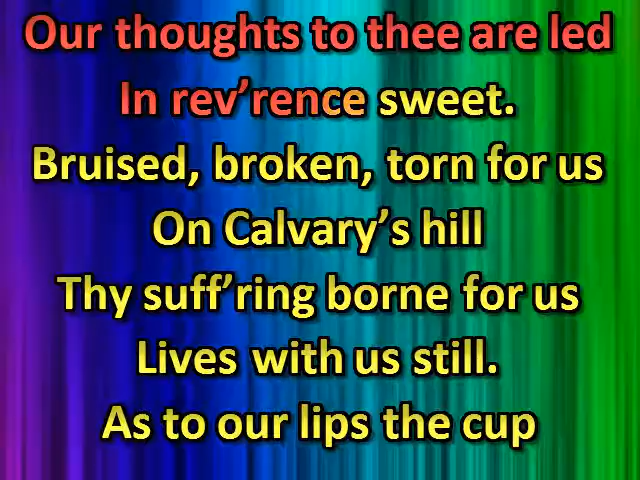 Our thoughts to thee are led
In rev’rence sweet.
Bruised, broken, torn for us
On Calvary’s hill
Thy suff’ring borne for us
Lives with us still.
As to our lips the cup